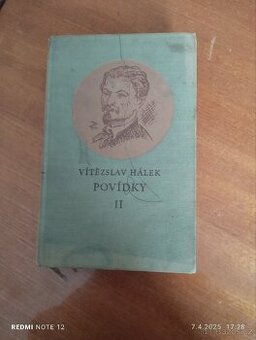 VÍTĚZSLAV HÁLEK
POVÍDKY
II
REDMI NOTE 12
7.4.2025 17:28